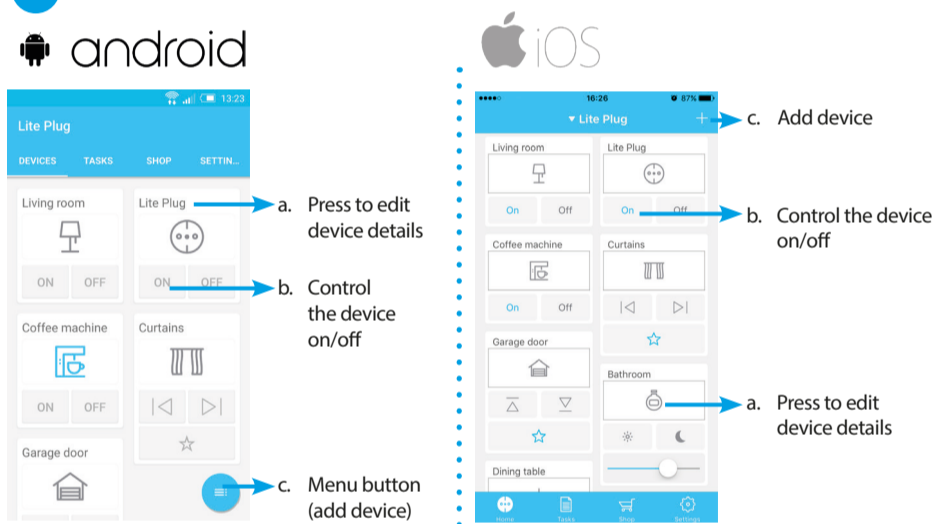 android
13:23
Lite Plug
DEVICES TASKS SHOP SETTIN...
Living room
Lite Plug
ON OFF
ON OFF
Coffee machine
Curtains
ON OFF
Garage door
a. Press to edit
device details
b. Control
the device
on/off
c. Menu button
(add device)
iOS
16:26
87%
▼ Lite Plug
+
Living room
Lite Plug
On Off
On Off
Coffee machine
Curtains
On Off
Garage door
Bathroom
Dining table
Home Tasks Shop Settings
c. Add device
b. Control the device
on/off
a. Press to edit
device details